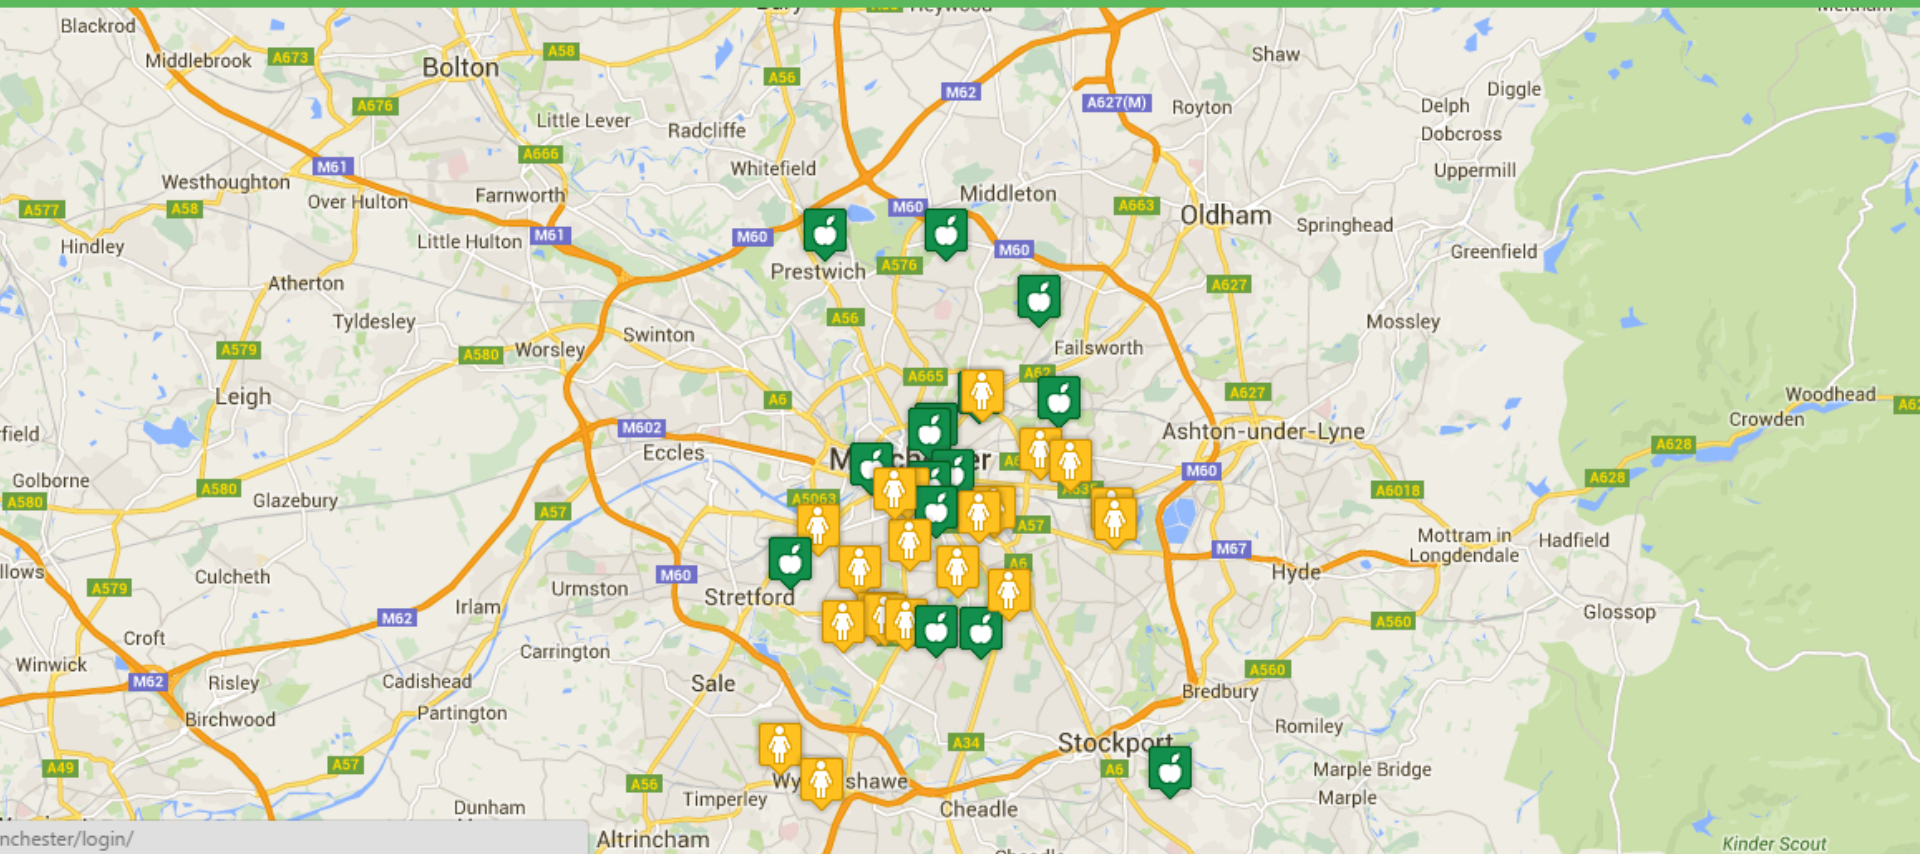 Blackrod
Heywood
Meltham
Middlebrook
A673
Bolton
A58
A56
Shaw
M62
A627(M)
Diggle
Delph
Royton
A676
Little Lever
Radcliffe
Dobcross
A666
M61
Whitefield
Uppermill
Westhoughton
Farnworth
Middleton
Over Hulton
A577
A58
M60
A663
Oldham
Springhead
Hindley
Little Hulton
M61
M60
M60
Greenfield
A576
Prestwich
Atherton
A627
Tyldesley
A56
Mossley
Swinton
A579
A580
Worsley
Failsworth
A665
A62
Leigh
A6
A627
Woodhead
Crowden
M602
Ashton-under-Lyne
A628
Eccles
M60
A628
Golborne
A580
A580
Glazebury
A5063
A6018
A57
A57
Mottram in
Longdendale
Hadfield
M67
A6
Hyde
Culcheth
A579
Urmston
M60
Stretford
Irlam
M62
Glossop
A560
Croft
Carrington
Winwick
M62
Risley
Cadishead
Sale
A560
Bredbury
Birchwood
Partington
Romiley
A34
Stockport
A49
A57
A56
A6
Marple Bridge
Timperley
Marple
Dunham
Cheadle
nchester/login/
Altrincham
Kinder Scout